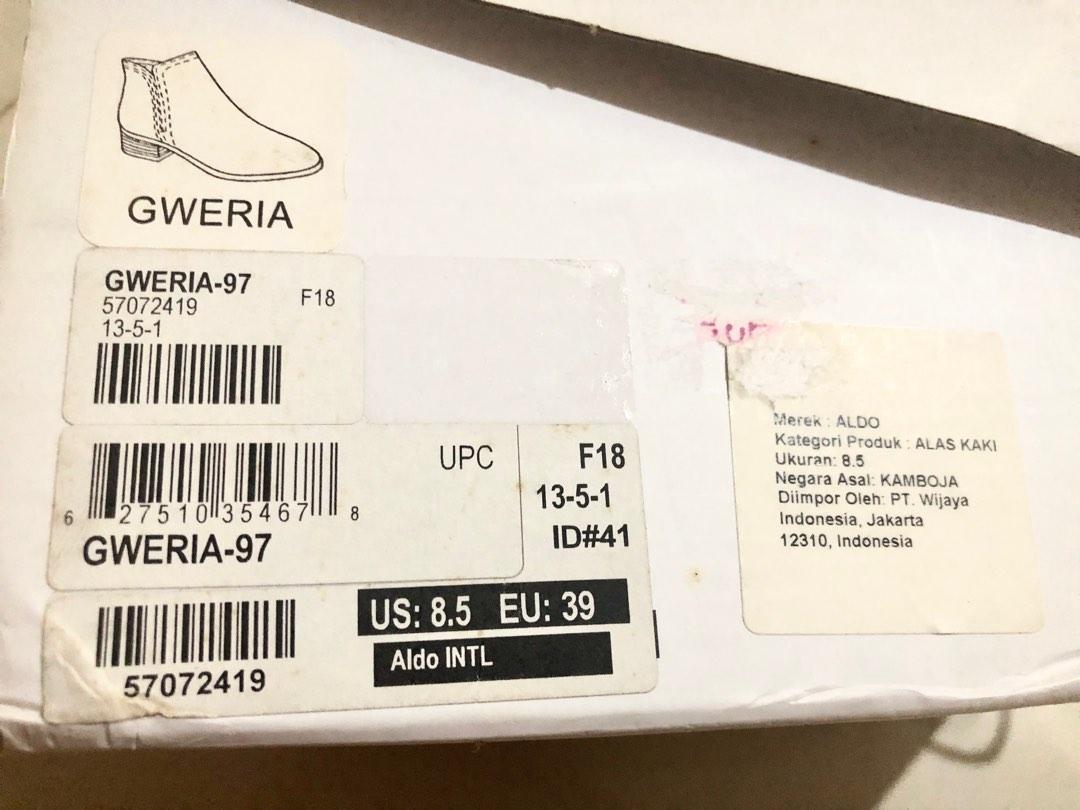 GWERIA
GWERIA-97
57072419
F18
13-5-1
6 27510 35467 8
UPC
GWERIA-97
F18
13-5-1
ID#41
US: 8.5 EU: 39
Aldo INTL
57072419
Merek : ALDO
Kategori Produk : ALAS KAKI
Ukuran: 8.5
Negara Asal: KAMBOJA
Diimpor Oleh: PT. Wijaya
Indonesia, Jakarta
12310, Indonesia